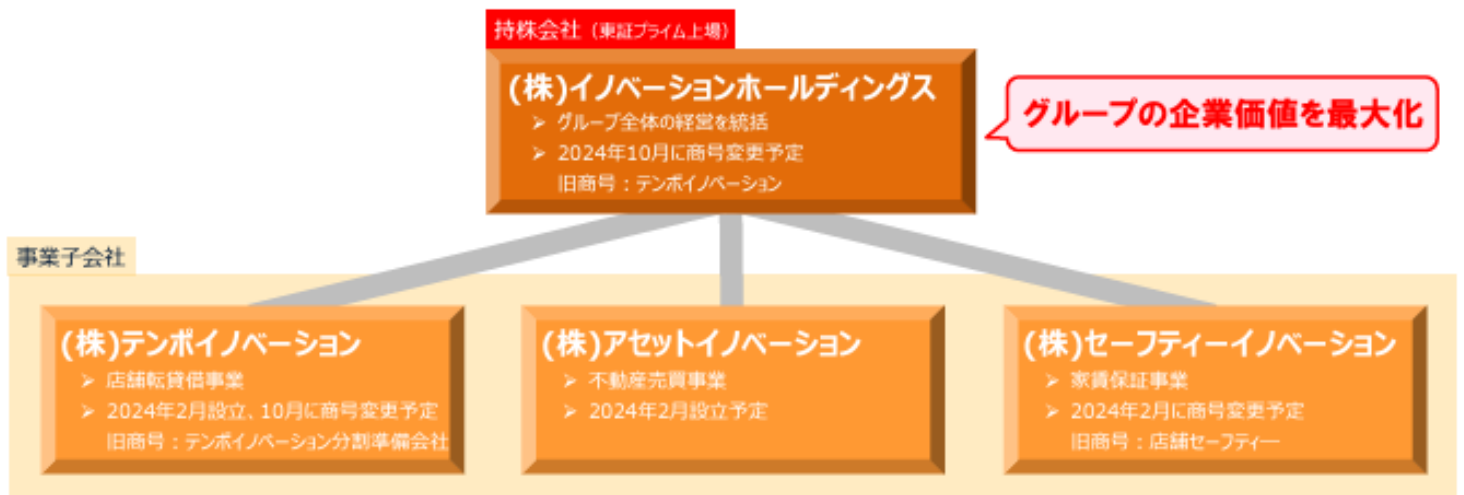 持株会社（東証プライム上場）
(株)イノベーションホールディングス
➢ グループ全体の経営を統括
➢ 2024年10月に商号変更予定
旧商号：テンポイノベーション
グループの企業価値を最大化
事業子会社
(株)テンポイノベーション
➢ 店舗転貸借事業
➢ 2024年2月設立、10月に商号変更予定
旧商号：テンポイノベーション分割準備会社
(株)アセットイノベーション
➢ 不動産売買事業
➢ 2024年2月設立予定
(株)セーフティーイノベーション
➢ 家賃保証事業
➢ 2024年2月に商号変更予定
旧商号：店舗セーフティー